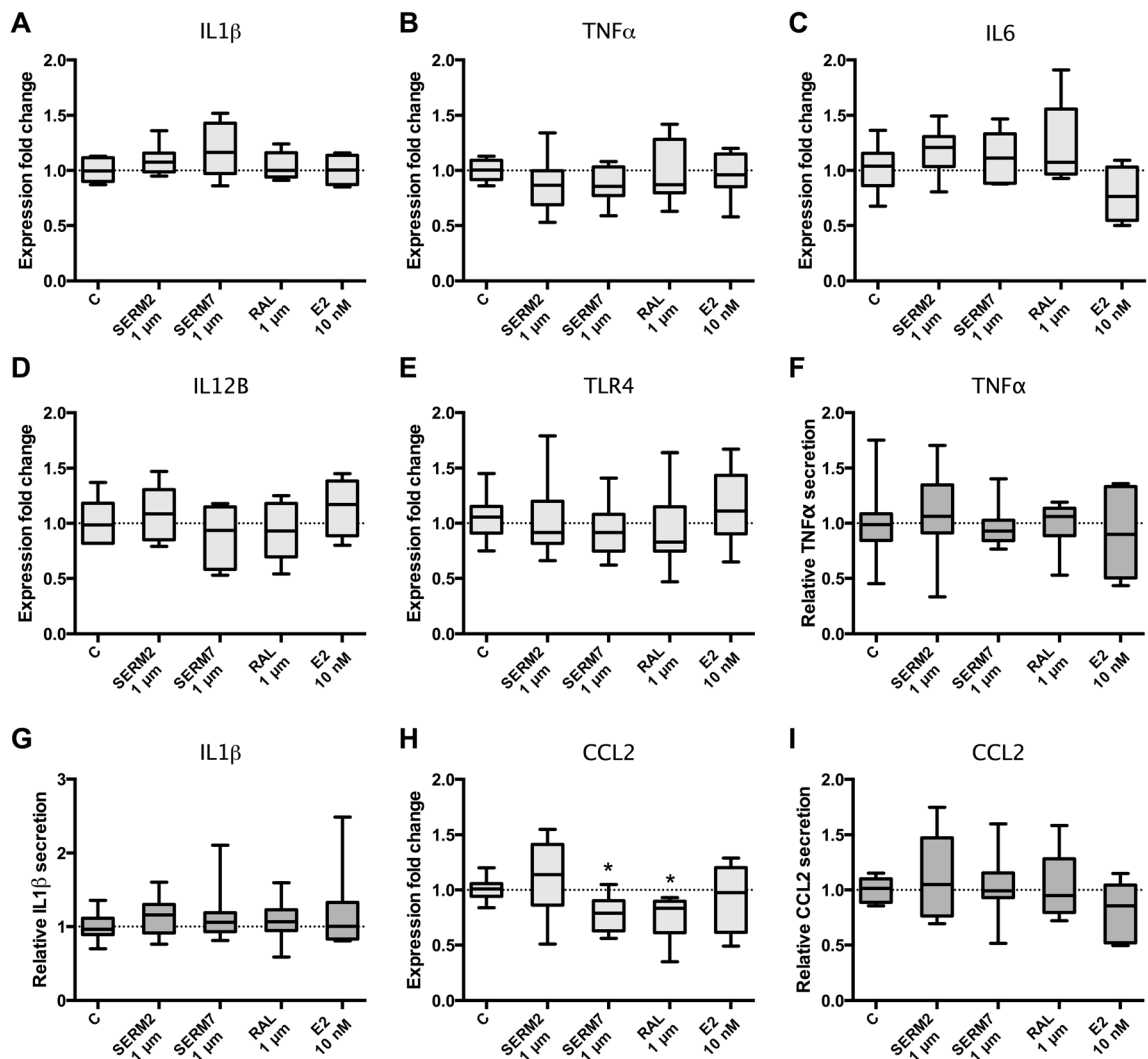 A
IL1β
Expression fold change
2.0
1.5
1.0
0.5
0.0
C
SERM2
1 µm
SERM7
1 µm
RAL
1 µm
E2
10 nM
B
TNFα
Expression fold change
2.0
1.5
1.0
0.5
0.0
C
SERM2
1 µm
SERM7
1 µm
RAL
1 µm
E2
10 nM
C
IL6
Expression fold change
2.0
1.5
1.0
0.5
0.0
C
SERM2
1 µm
SERM7
1 µm
RAL
1 µm
E2
10 nM
D
IL12B
Expression fold change
2.0
1.5
1.0
0.5
0.0
C
SERM2
1 µm
SERM7
1 µm
RAL
1 µm
E2
10 nM
E
TLR4
Expression fold change
2.0
1.5
1.0
0.5
0.0
C
SERM2
1 µm
SERM7
1 µm
RAL
1 µm
E2
10 nM
F
TNFα
Relative TNFα secretion
2.0
1.5
1.0
0.5
0.0
C
SERM2
1 µm
SERM7
1 µm
RAL
1 µm
E2
10 nM
G
IL1β
Relative IL1β secretion
3
2
1
0
C
SERM2
1 µm
SERM7
1 µm
RAL
1 µm
E2
10 nM
H
CCL2
Expression fold change
2.0
1.5
1.0
0.5
0.0
*
*
C
SERM2
1 µm
SERM7
1 µm
RAL
1 µm
E2
10 nM
I
CCL2
Relative CCL2 secretion
2.0
1.5
1.0
0.5
0.0
C
SERM2
1 µm
SERM7
1 µm
RAL
1 µm
E2
10 nM